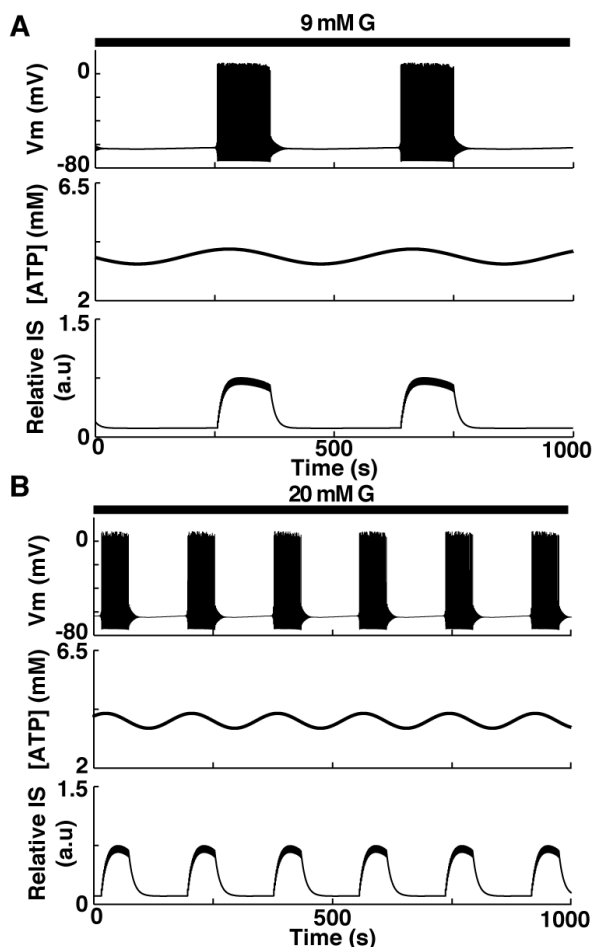 A
9 mM G
Vm (mV)
0
-80
[ATP] (mM)
6.5
2
Relative IS
(a.u)
1.5
0
500
1000
Time (s)
B
20 mM G
Vm (mV)
0
-80
[ATP] (mM)
6.5
2
Relative IS
(a.u)
1.5
0
0
500
1000
Time (s)